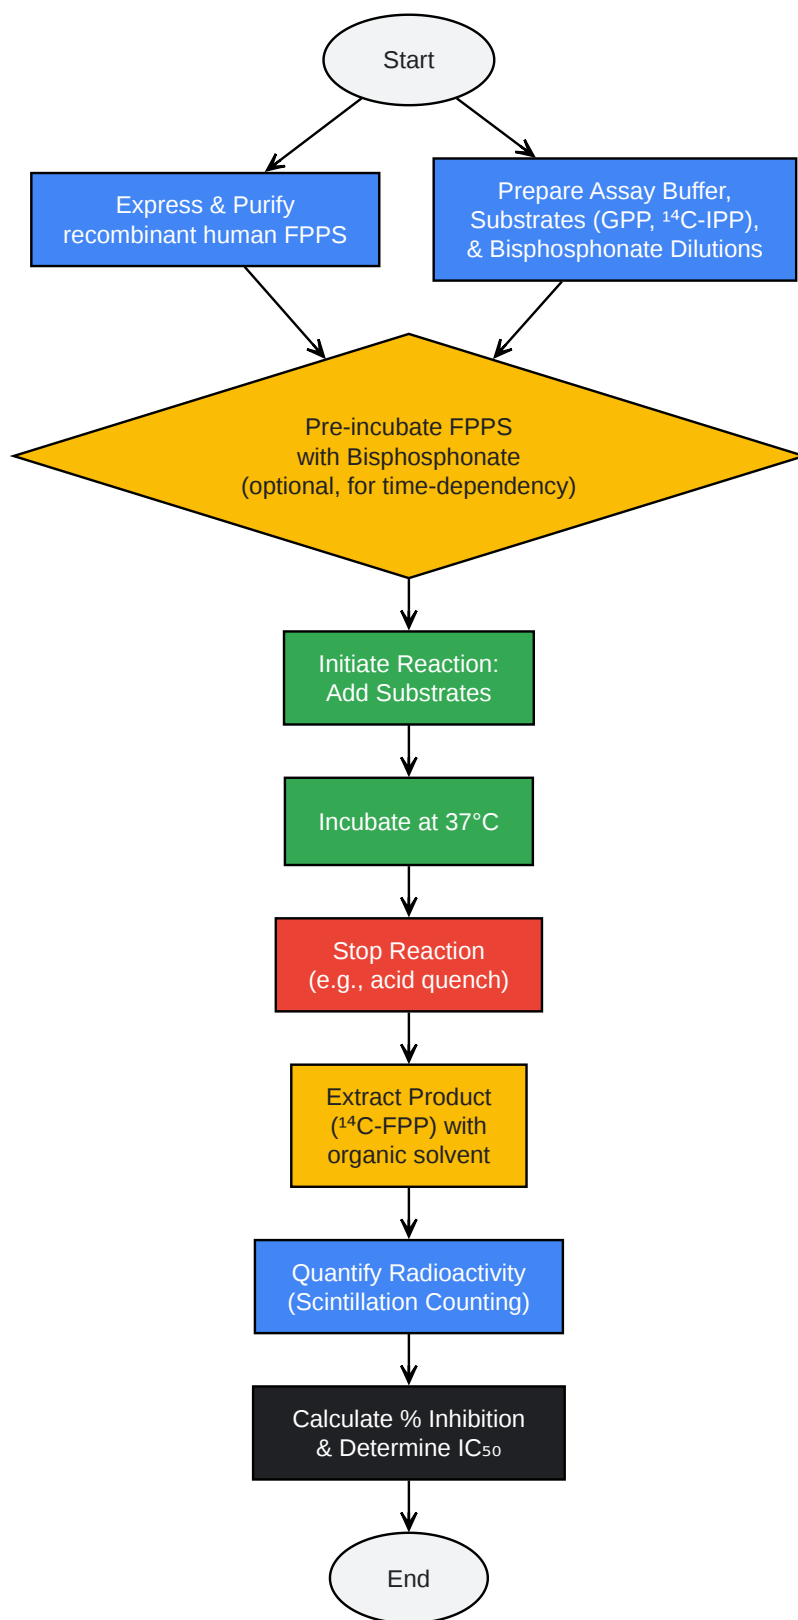 Start
Express & Purify
recombinant human FPPS
Prepare Assay Buffer,
Substrates (GPP, ¹⁴C-IPP),
& Bisphosphonate Dilutions
Pre-incubate FPPS
with Bisphosphonate
(optional, for time-dependency)
Initiate Reaction:
Add Substrates
Incubate at 37°C
Stop Reaction
(e.g., acid quench)
Extract Product
(¹⁴C-FPP) with
organic solvent
Quantify Radioactivity
(Scintillation Counting)
Calculate % Inhibition
& Determine IC₅₀
End